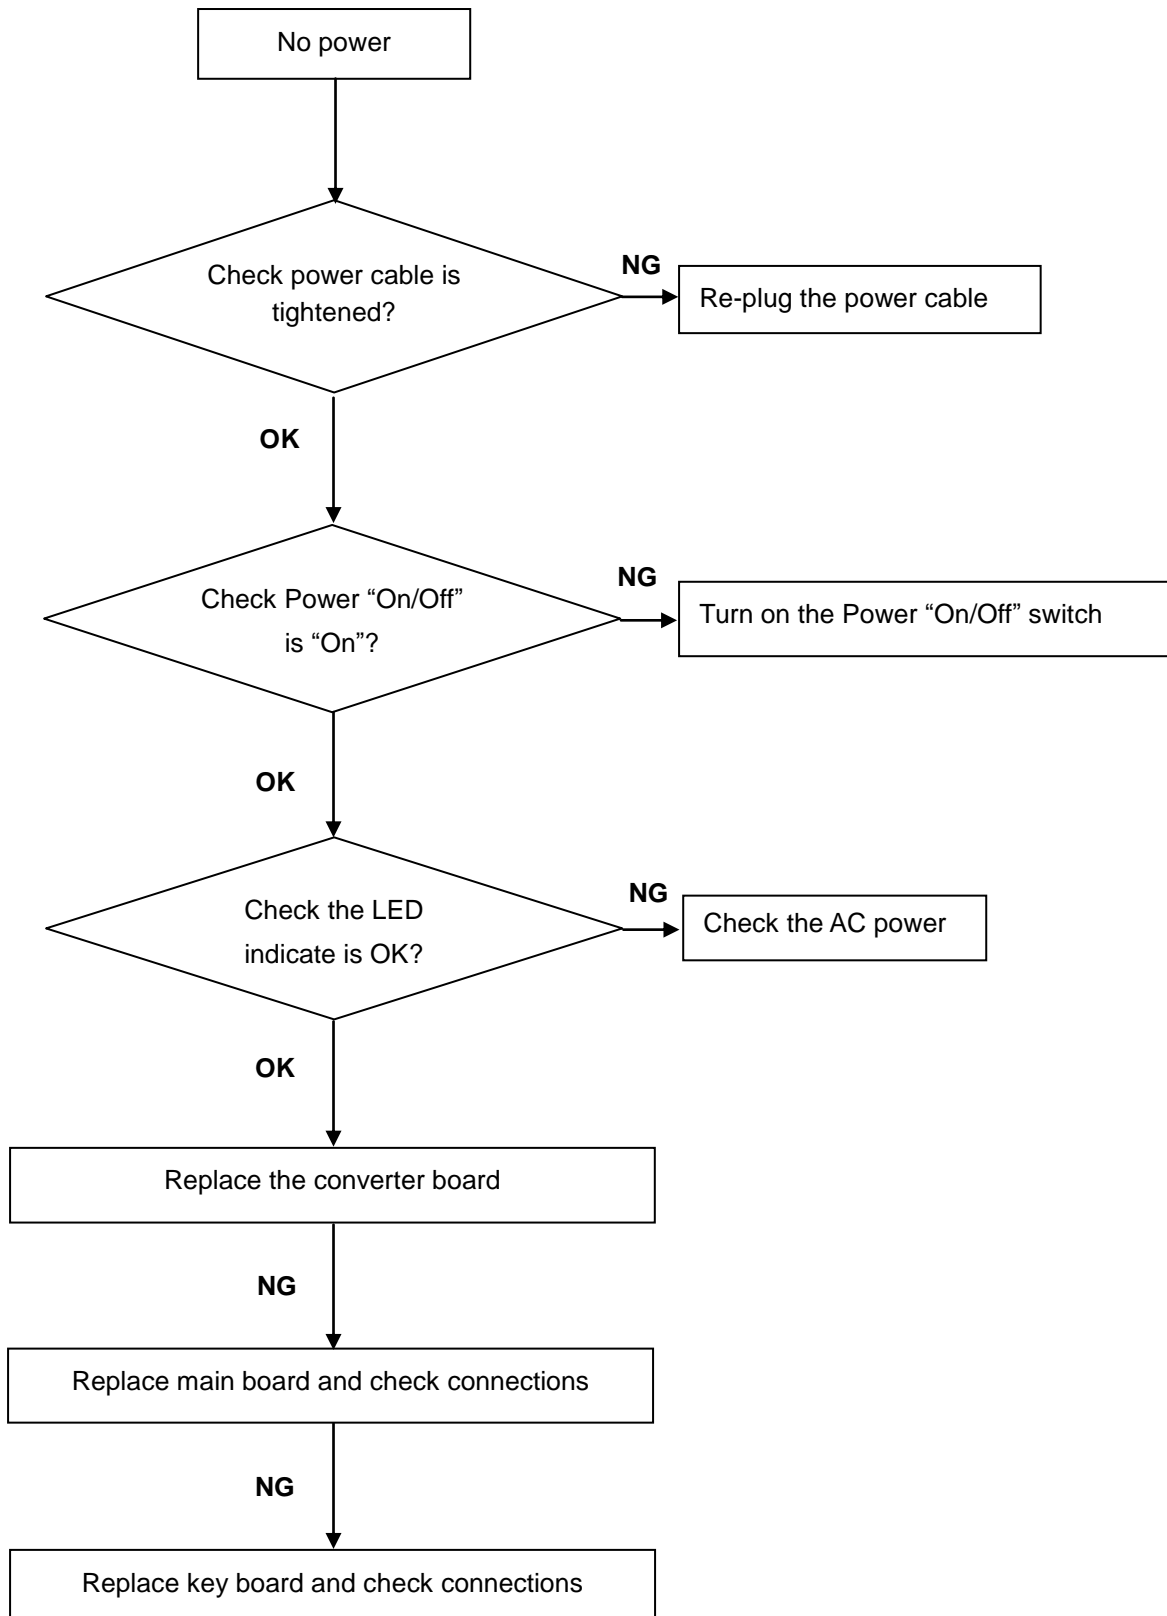 No power
Check power cable is
tightened?
NG
Re-plug the power cable
OK
Check Power “On/Off”
is “On”?
NG
Turn on the Power “On/Off” switch
OK
Check the LED
indicate is OK?
NG
Check the AC power
OK
Replace the converter board
NG
Replace main board and check connections
NG
Replace key board and check connections